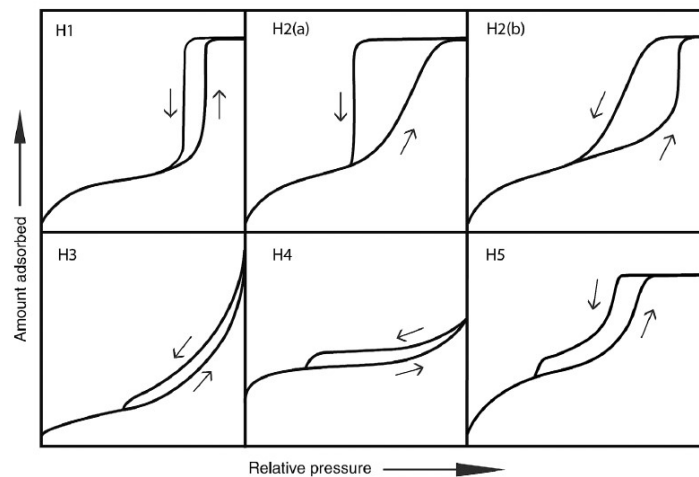 H1
H2(a)
H2(b)
H3
H4
H5
Amount adsorbed
Relative pressure